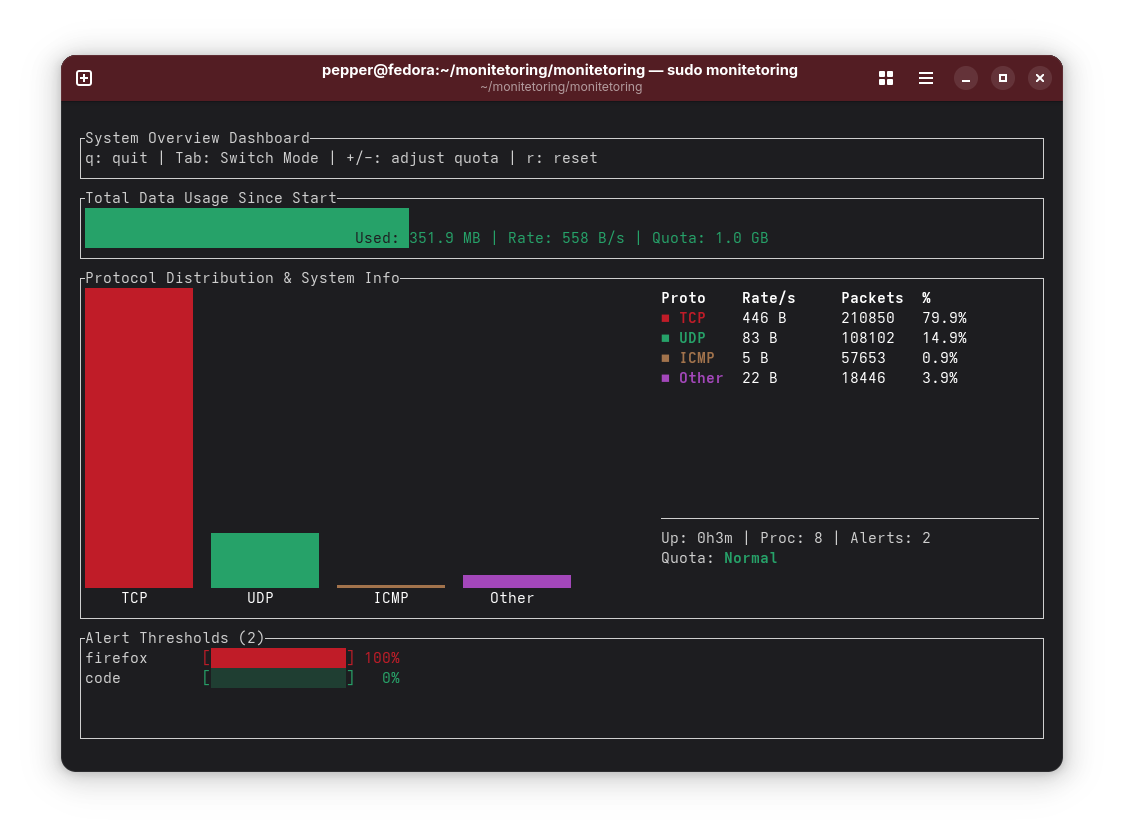 pepper@fedora:~/monitetoring/monitetoring — sudo monitetoring
~/monitetoring/monitetoring
System Overview Dashboard
q: quit | Tab: Switch Mode | +/-: adjust quota | r: reset
Total Data Usage Since Start
Used: 351.9 MB | Rate: 558 B/s | Quota: 1.0 GB
Protocol Distribution & System Info
Proto Rate/s Packets %
TCP 446 B 210850 79.9%
UDP 83 B 108102 14.9%
ICMP 5 B 57653 0.9%
Other 22 B 18446 3.9%
Up: 0h3m | Proc: 8 | Alerts: 2
Quota: Normal
TCP UDP ICMP Other
Alert Thresholds (2)
firefox [ ] 100%
code [ ] 0%